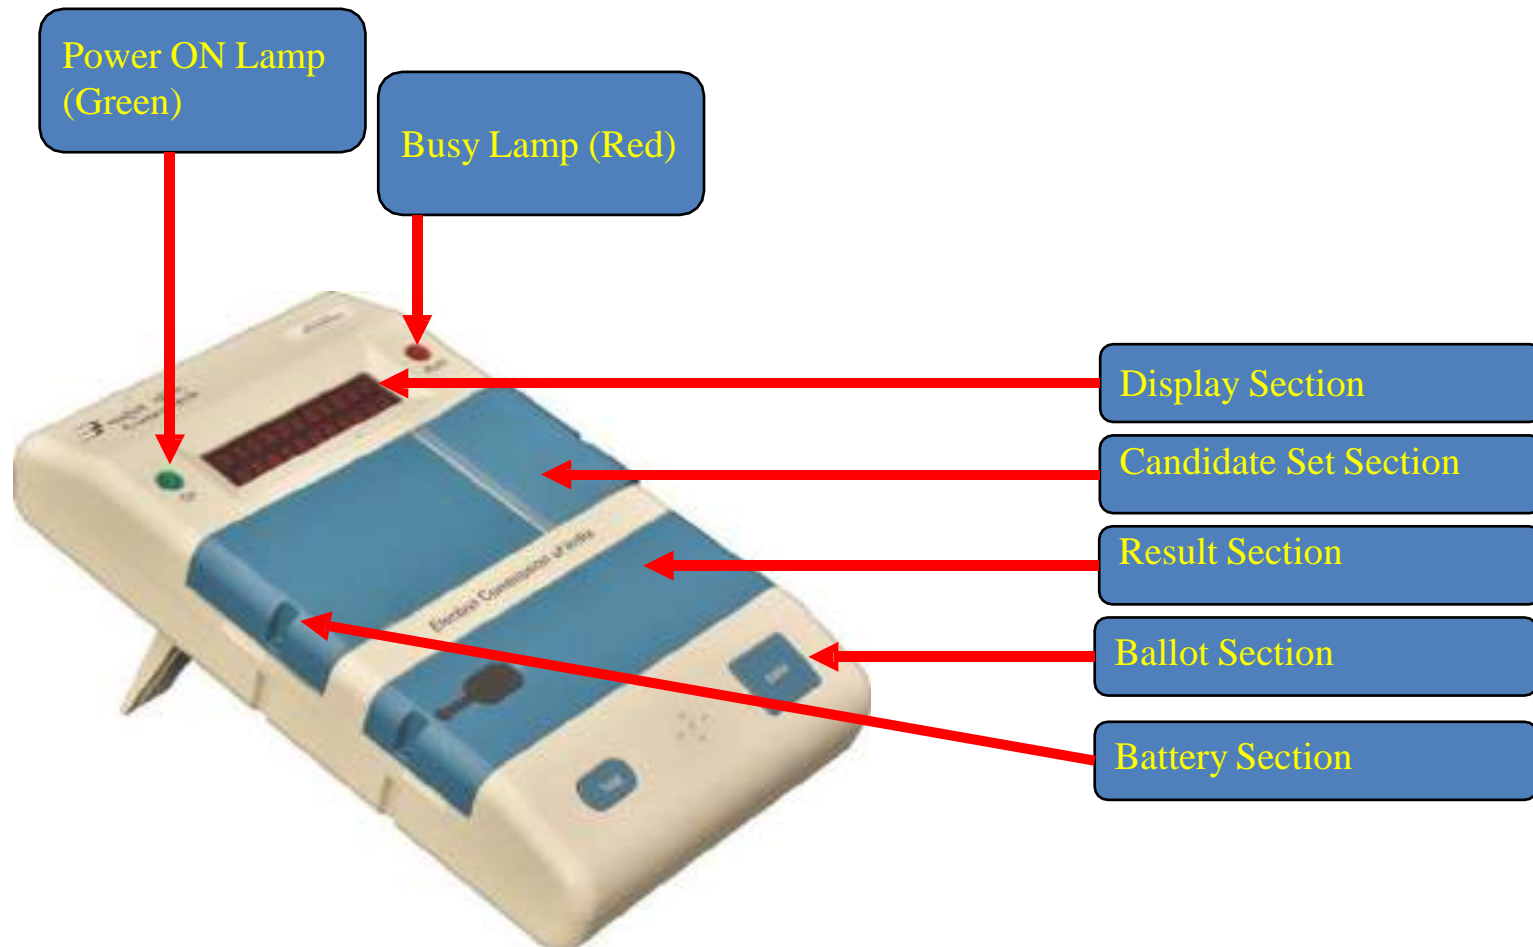 Power ON Lamp
(Green)
Busy Lamp (Red)
Display Section
Candidate Set Section
Result Section
Ballot Section
Battery Section
Election Commission of India
Total